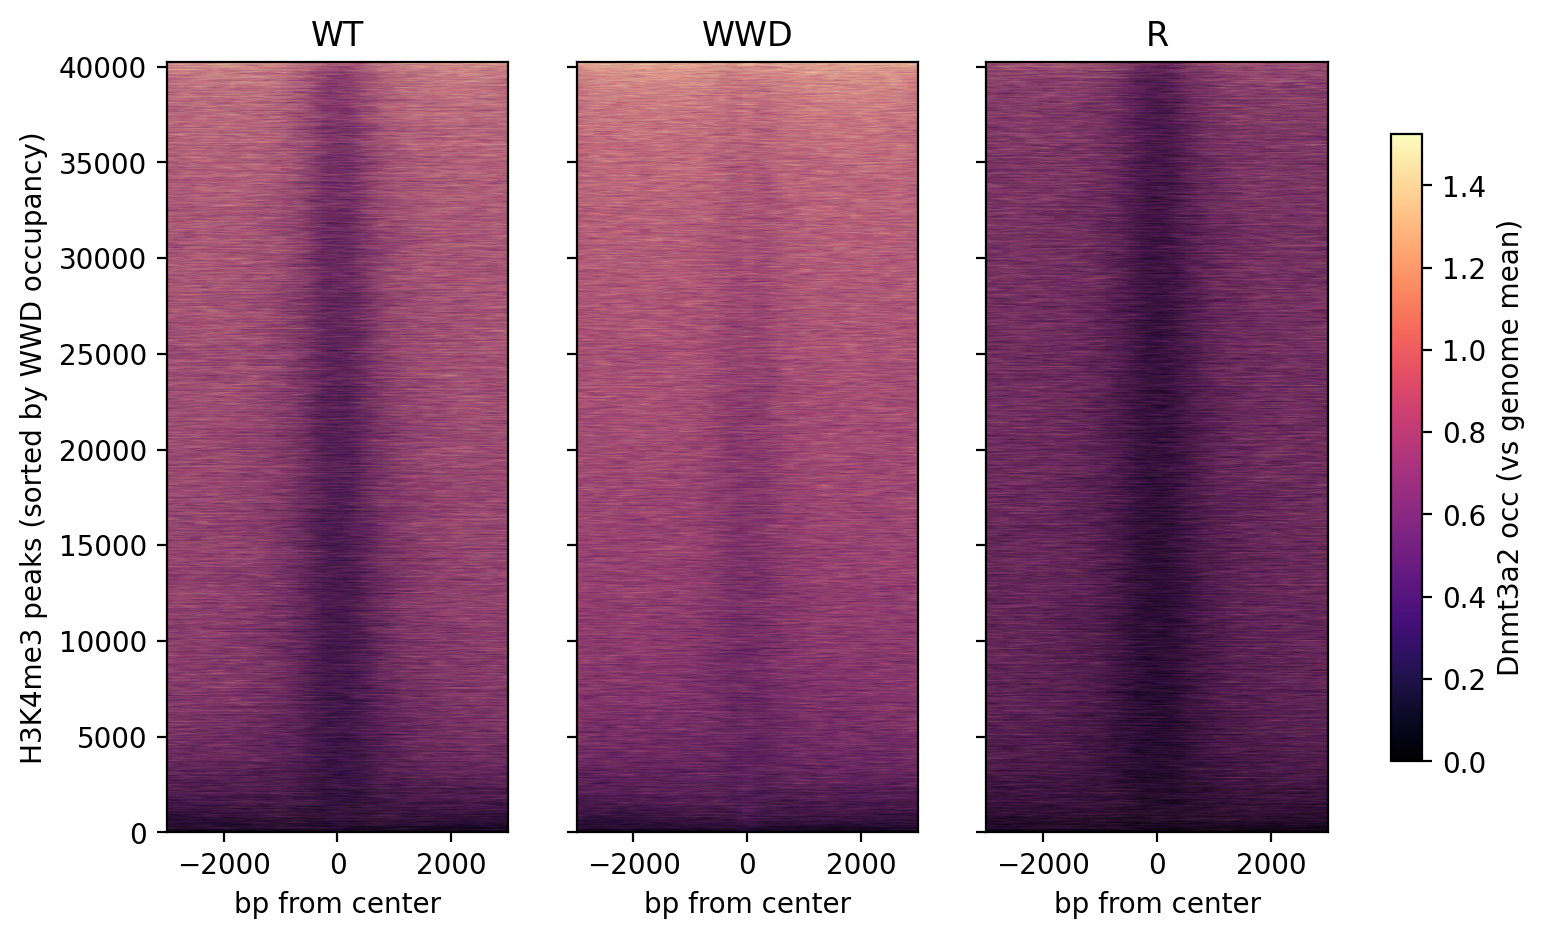 WT
WWD
R
H3K4me3 peaks (sorted by WWD occupancy)
40000
35000
30000
25000
20000
15000
10000
5000
0
−2000 0 2000
−2000 0 2000
−2000 0 2000
bp from center
bp from center
bp from center
1.4
1.2
1.0
0.8
0.6
0.4
0.2
0.0
Dnmt3a2 occ (vs genome mean)